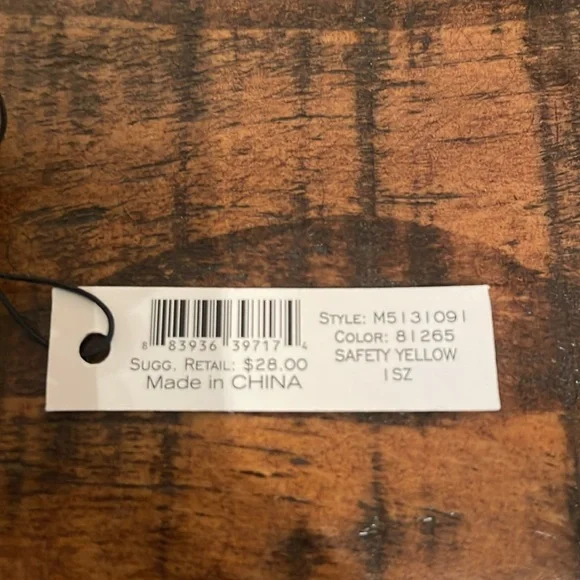 8 83936 39717 4
SUGG. RETAIL: $28.00
Made in CHINA
STYLE: M5131091
COLOR: 81265
SAFETY YELLOW
1SZ